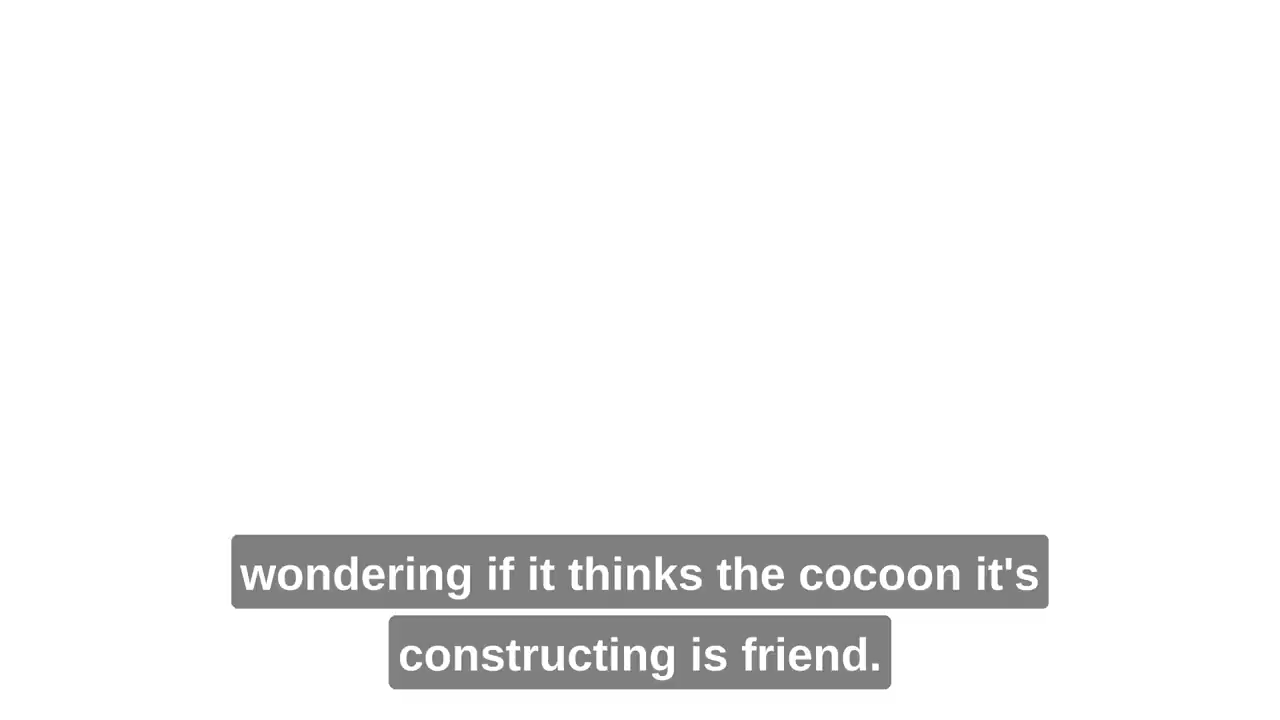 wondering if it thinks the cocoon it's
constructing is friend.